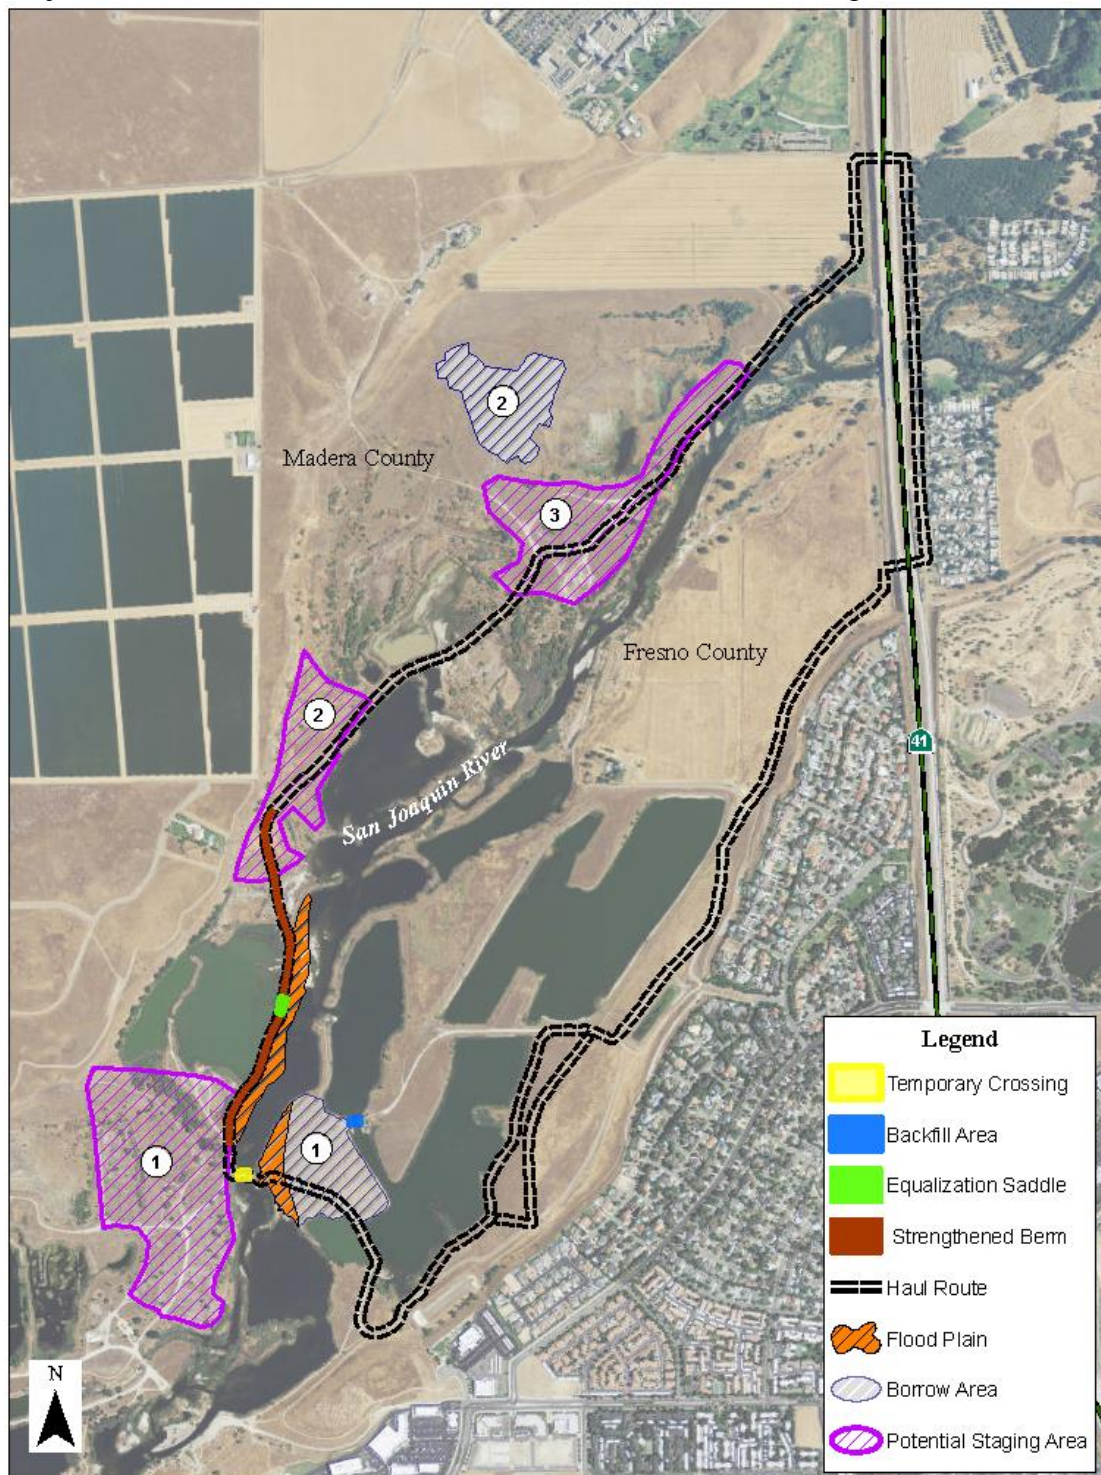 2
Madera County
3
Fresno County
2
41
San Joaquin River
1
1
Legend
Temporary Crossing
Backfill Area
Equalization Saddle
Strengthened Berm
Haul Route
Flood Plain
Borrow Area
Potential Staging Area
N